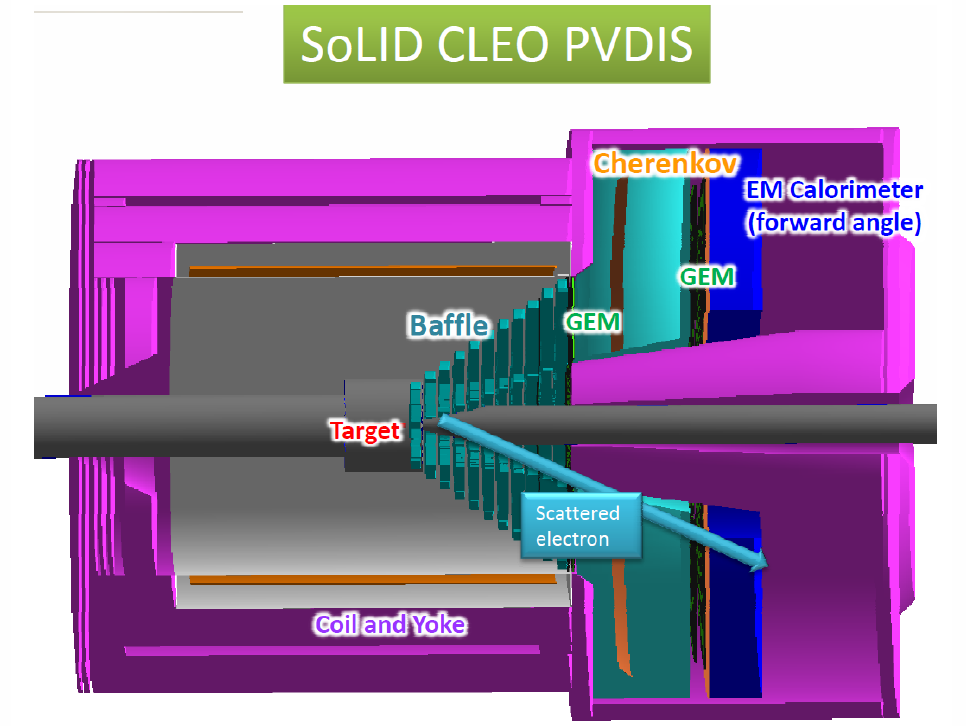 SoLID CLEO PVDIS
Cherenkov
EM Calorimeter
(forward angle)
GEM
GEM
Baffle
Target
Scattered
electron
Coil and Yoke